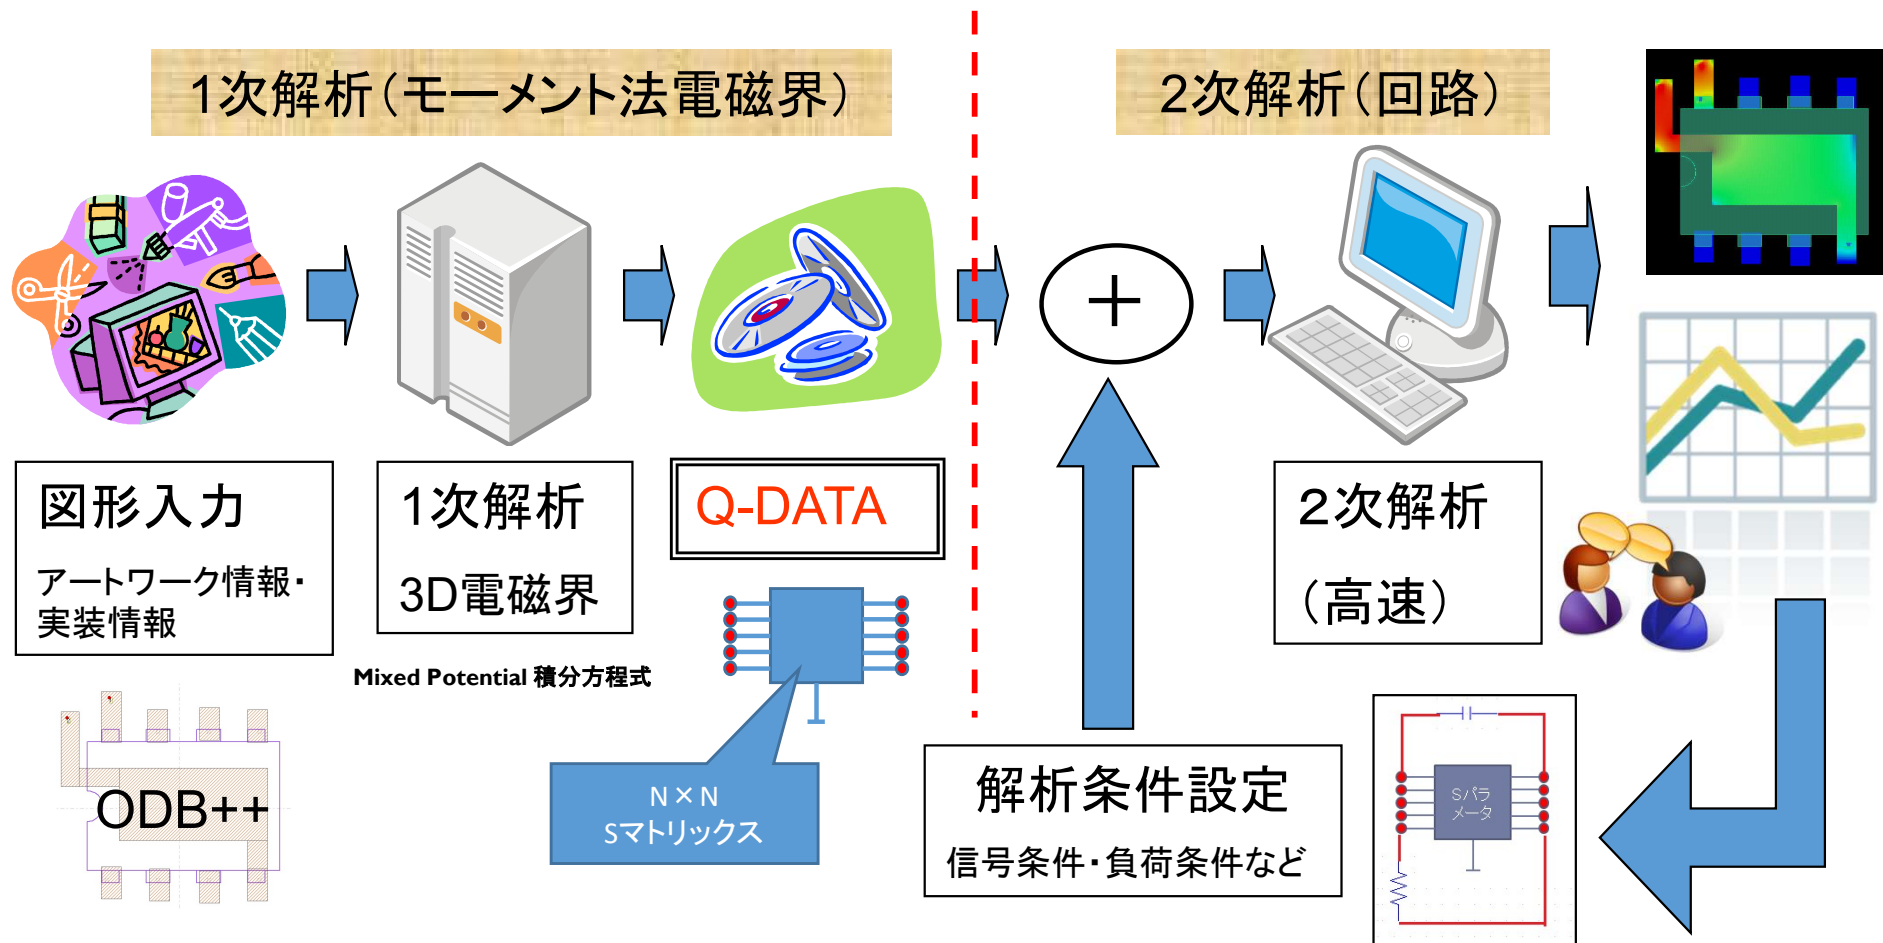 1次解析（モーメント法電磁界）
2次解析（回路）
図形入力
アートワーク情報・
実装情報
1次解析
3D電磁界
Mixed Potential 積分方程式
Q-DATA
＋
２次解析
（高速）
ODB++
N×N
Sマトリックス
解析条件設定
信号条件・負荷条件など
Sパラ
メータ